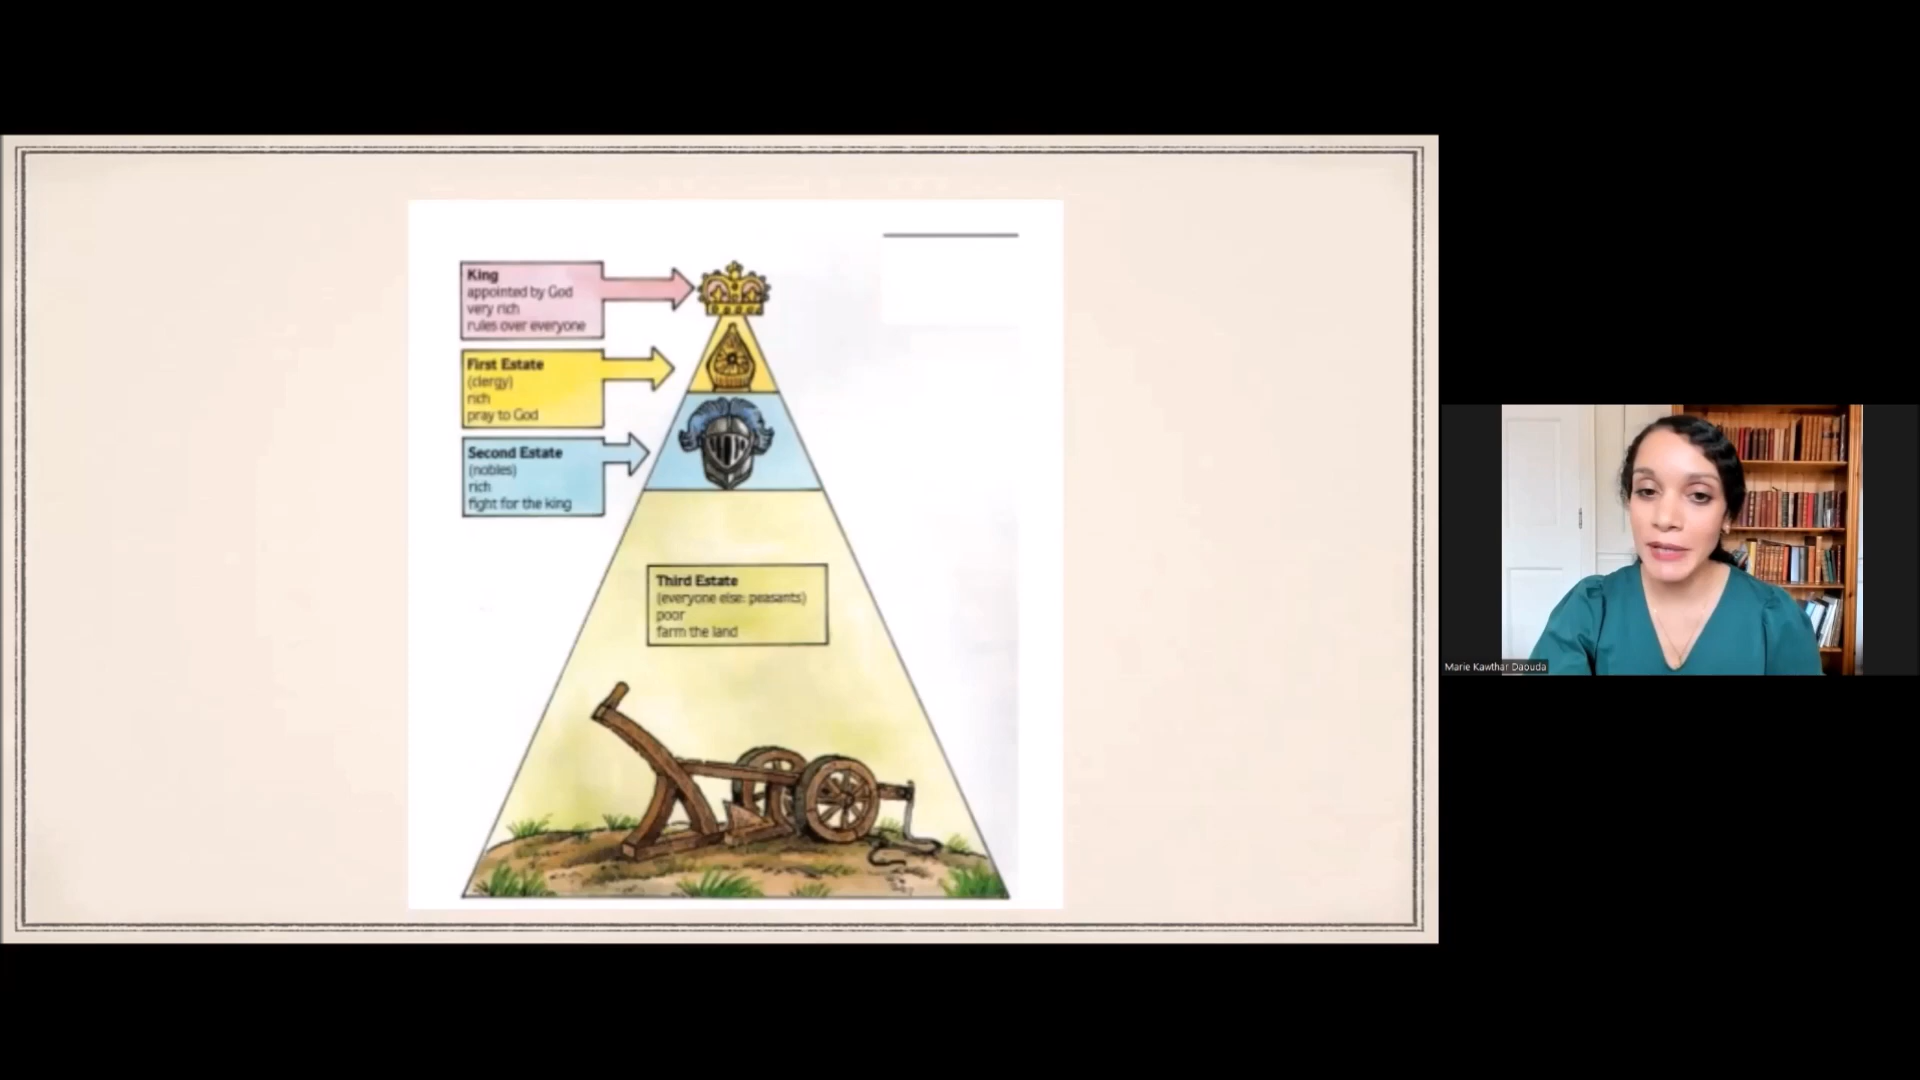 King
appointed by God
very rich
rules over everyone
First Estate
(clergy)
rich
pray to God
Second Estate
(nobles)
rich
fight for the king
Third Estate
(everyone else: peasants)
poor
farm the land
Marie Kawthar Daouda